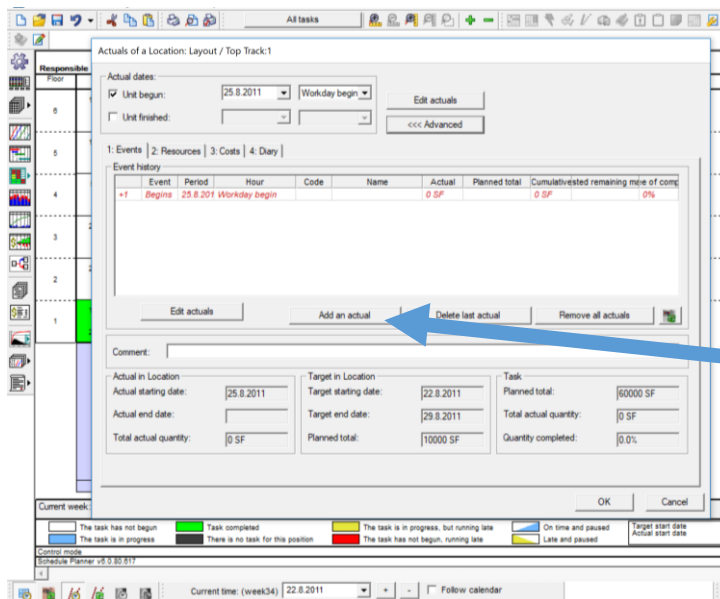 All tasks
Actuals of a Location: Layout / Top Track:1
Responsible
Floor
6
5
4
3
2
1
Actual dates:
Unit begun: 25.8.2011 Workday begin
Edit actuals
Unit finished:
<<< Advanced
1: Events 2: Resources 3: Costs 4: Diary
Event history
Event Period Hour Code Name Actual Planned total Cumulative sted remaining me e of comp
+1 Begins 25.8.201 Workday begin 0 SF 0 SF 0%
Edit actuals Add an actual Delete last actual Remove all actuals
Comment:
Actual in Location Target in Location Task
Actual starting date: 25.8.2011 Target starting date: 22.8.2011 Planned total: 60000 SF
Actual end date: Target end date: 29.8.2011 Total actual quantity: 0 SF
Total actual quantity: 0 SF Planned total: 10000 SF Quantity completed: 0.0%
OK Cancel
Current week:
The task has not begun Task completed The task is in progress, but running late On time and paused Target start date
The task is in progress There is no task for this position The task has not begun, running late Late and paused Actual start date
Control mode
Schedule Planner v6.0.80.617
Current time: (week34) 22.8.2011 + - Follow calendar